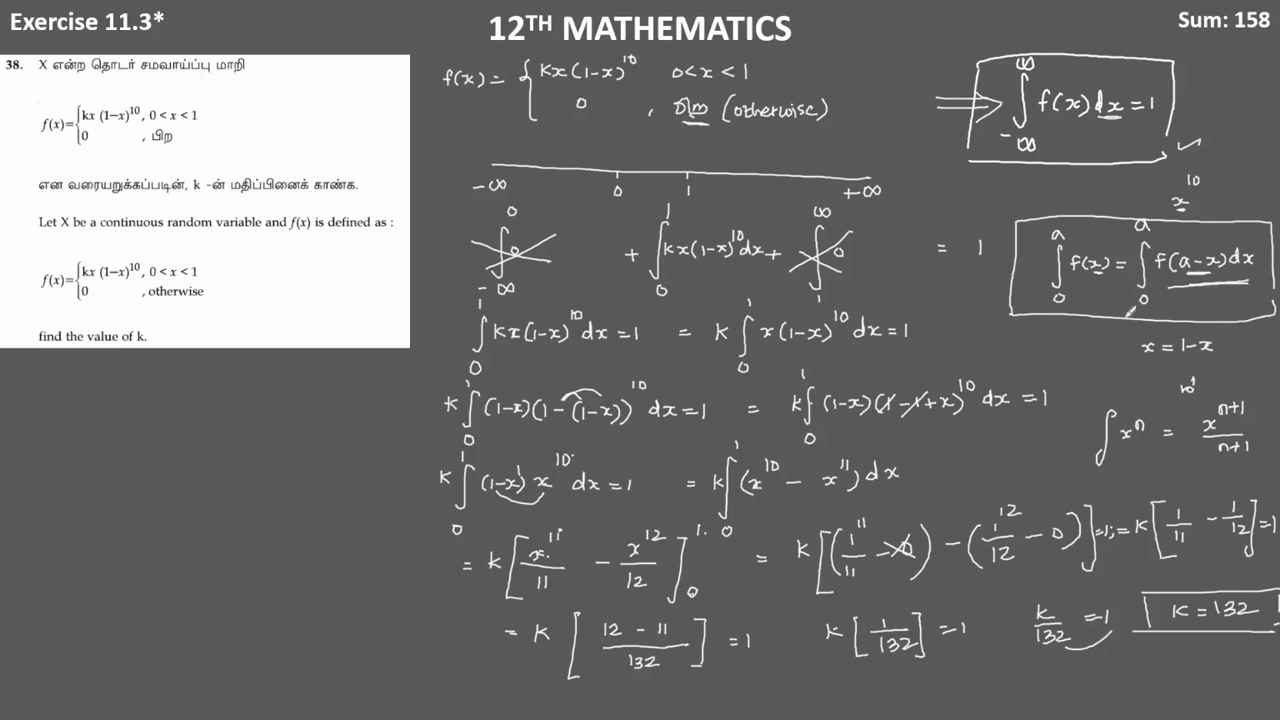 Exercise 11.3*
12TH MATHEMATICS
Sum: 158
38. X என்ற தொடர் சமவாய்ப்பு மாறி
f(x)={kx (1−x)^10, 0 < x < 1
0 , பிற
என வரையறுக்கப்படின், k -ன் மதிப்பினைக் காண்க.
Let X be a continuous random variable and f(x) is defined as :
f(x)={kx (1−x)^10, 0 < x < 1
0 , otherwise
find the value of k.
f(x) = { kx(1−x)^10 0<x<1
0 , பிற (otherwise)
⟹ ∫_{−∞}^{∞} f(x) dx = 1
−∞ 0 1 +∞
x^10
∫_{−∞}^{0} 0 + ∫_0^1 kx(1−x)^10 dx + ∫_1^∞ 0 = 1
∫_0^a f(x) = ∫_0^a f(a−x)dx
∫_0^1 kx(1−x)^10 dx = 1 = k ∫_0^1 x(1−x)^10 dx = 1
x = 1−x
k ∫_0^1 (1−x)(1−(1−x))^10 dx = 1 = k ∫_0^1 (1−x)(1−1+x)^10 dx = 1
∫ x^n = x^{n+1}/n+1
k ∫_0^1 (1−x^1) x^10 dx = 1 = k ∫_0^1 (x^10 − x^11) dx
= k [x^11/11 − x^12/12]_0^1 = k [(1^11/11 − 0) − (1^12/12 − 0)] = 1; = k [1/11 − 1/12] = 1
= k [12 − 11/132] = 1 k [1/132] = 1 k/132 = 1 K = 132